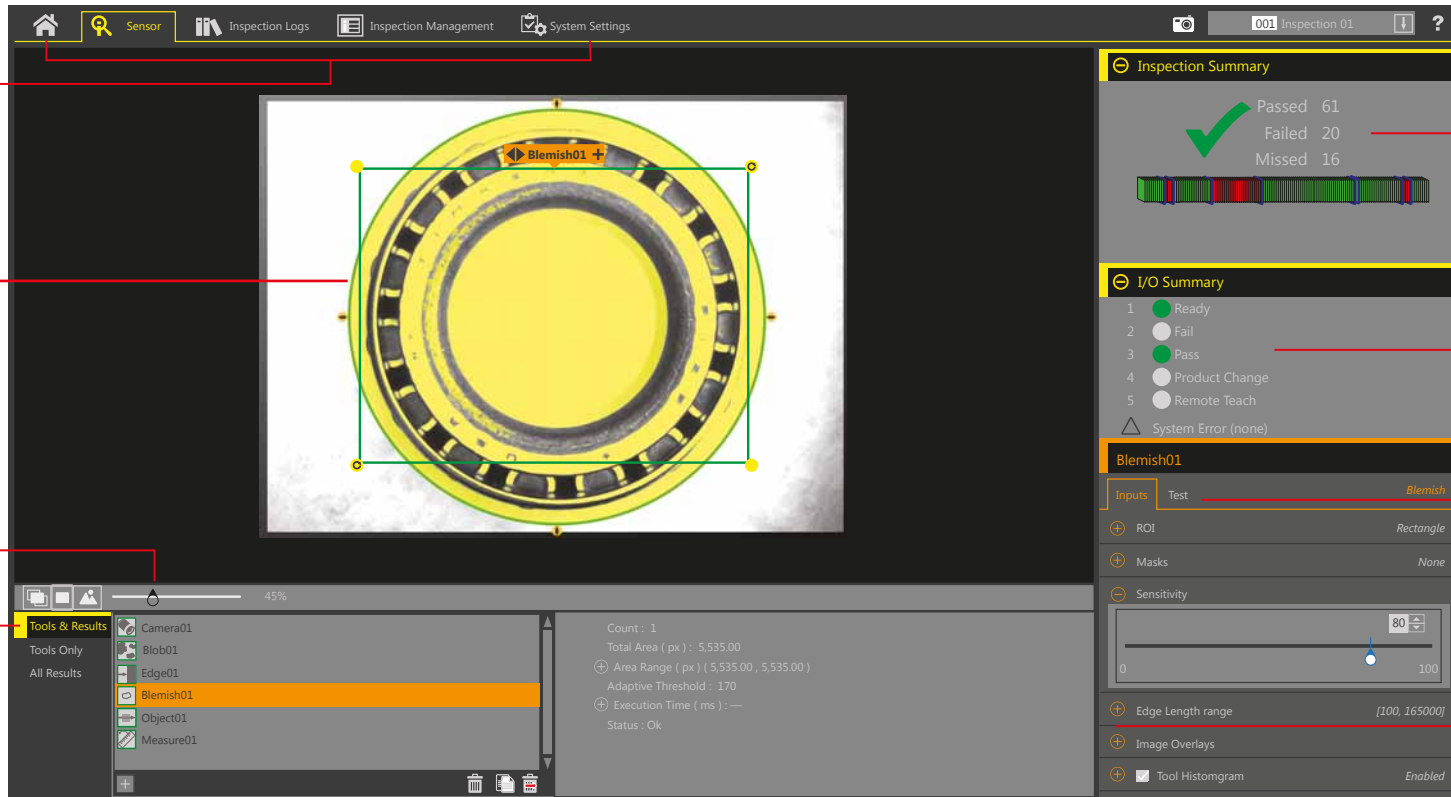 Sensor
Inspection Logs
Inspection Management
System Settings
001 Inspection 01
?
Blemish01
Inspection Summary
Passed 61
Failed 20
Missed 16
I/O Summary
1 Ready
2 Fail
3 Pass
4 Product Change
5 Remote Teach
System Error (none)
Blemish01
Inputs Test Blemish
ROI Rectangle
Masks None
Sensitivity
80
0 100
Edge Length range [100, 165000]
Image Overlays
Tool Histomgram Enabled
45%
Tools & Results
Tools Only
All Results
Camera01
Blob01
Edge01
Blemish01
Object01
Measure01
Count : 1
Total Area ( px ) : 5,535.00
Area Range ( px ) ( 5,535.00 , 5,535.00 )
Adaptive Threshold : 170
Execution Time ( ms ) : —
Status : Ok